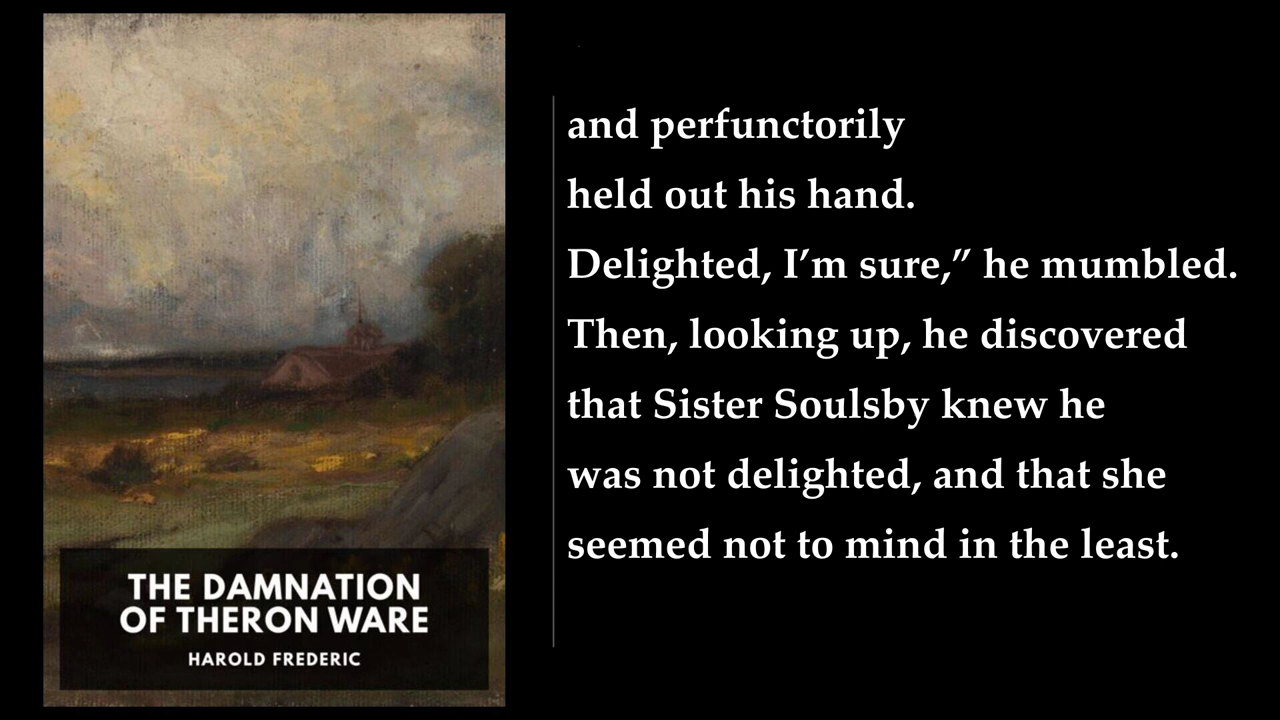 THE DAMNATION
OF THERON WARE
HAROLD FREDERIC
and perfunctorily
held out his hand.
Delighted, I’m sure,” he mumbled.
Then, looking up, he discovered
that Sister Soulsby knew he
was not delighted, and that she
seemed not to mind in the least.